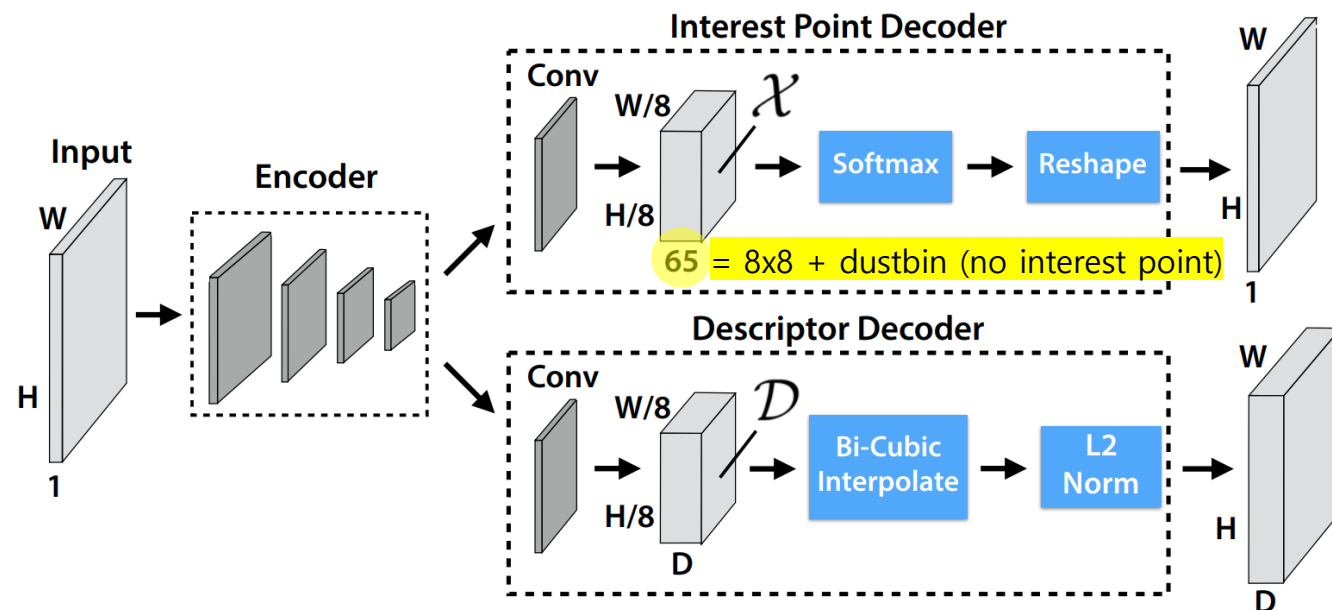 Interest Point Decoder
Conv
W/8
𝒳
H/8
65 = 8x8 + dustbin (no interest point)
Softmax
Reshape
W
H
1
Input
W
H
1
Encoder
Descriptor Decoder
Conv
W/8
𝒟
H/8
D
Bi-Cubic
Interpolate
L2
Norm
W
H
D